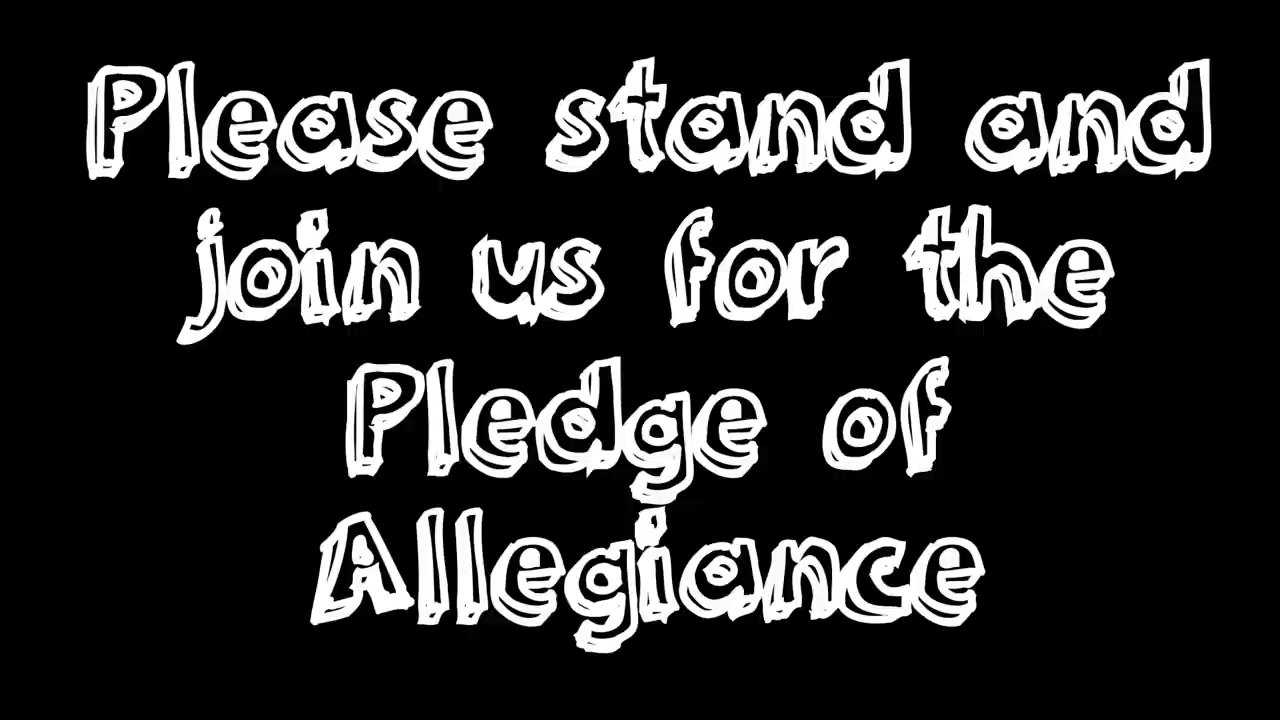 Please stand and
join us for the
Pledge of
Allegiance